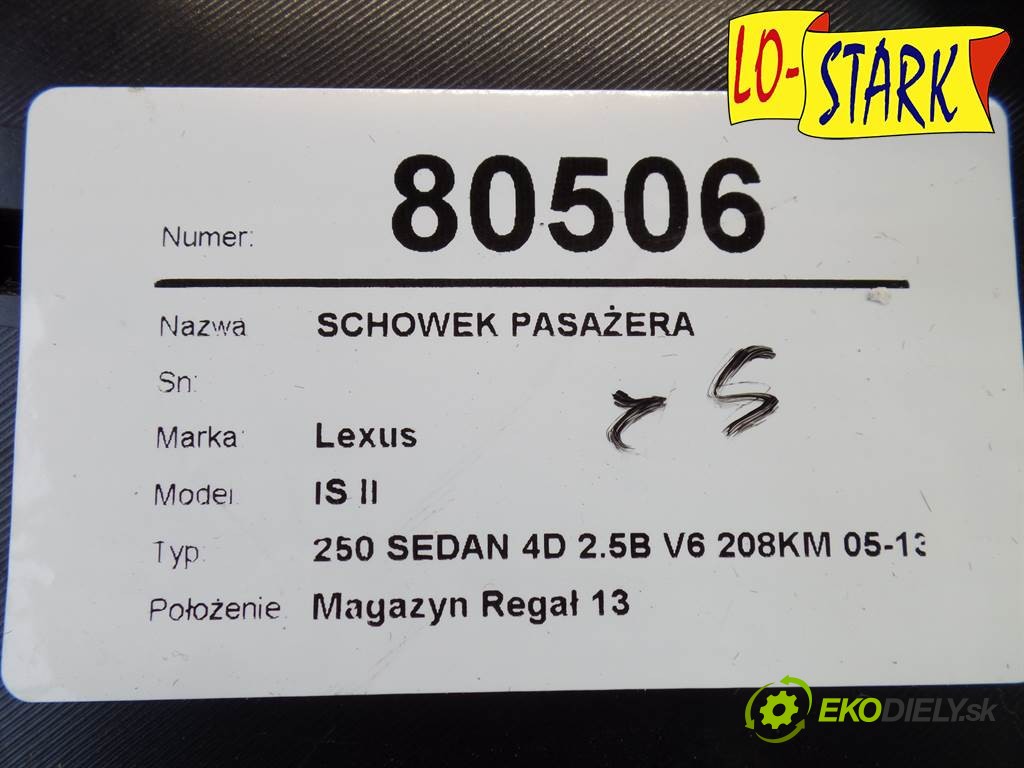 LO-STARK
Numer: 80506
Nazwa SCHOWEK PASAŻERA
Sn:
Marka: Lexus
Model IS II
Typ: 250 SEDAN 4D 2.5B V6 208KM 05-13
Położenie Magazyn Regał 13
EKODIELY.sk